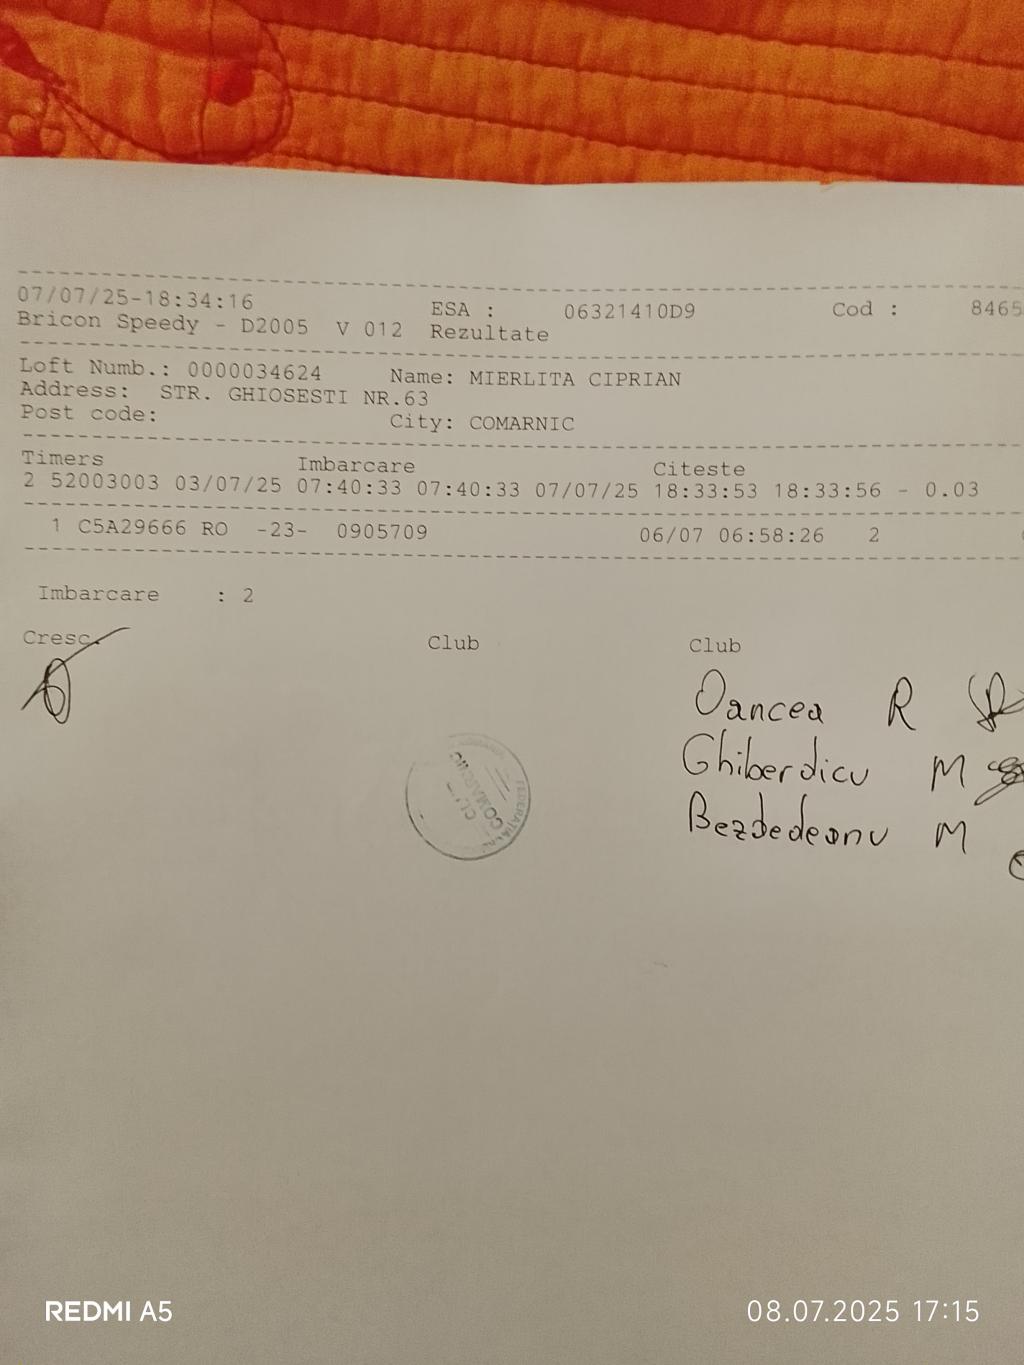 07/07/25-18:34:16 ESA : 06321410D9 Cod : 8465
Bricon Speedy - D2005 V 012 Rezultate
Loft Numb.: 0000034624 Name: MIERLITA CIPRIAN
Address: STR. GHIOSESTI NR.63
Post code: City: COMARNIC
Timers Imbarcare Citeste
2 52003003 03/07/25 07:40:33 07:40:33 07/07/25 18:33:53 18:33:56 - 0.03
1 C5A29666 RO -23- 0905709 06/07 06:58:26 2
Imbarcare : 2
Cresc. Club Club
Oancea R
Ghiberdicu M
Bezdedeanu M
COMARNIC
REDMI A5 08.07.2025 17:15